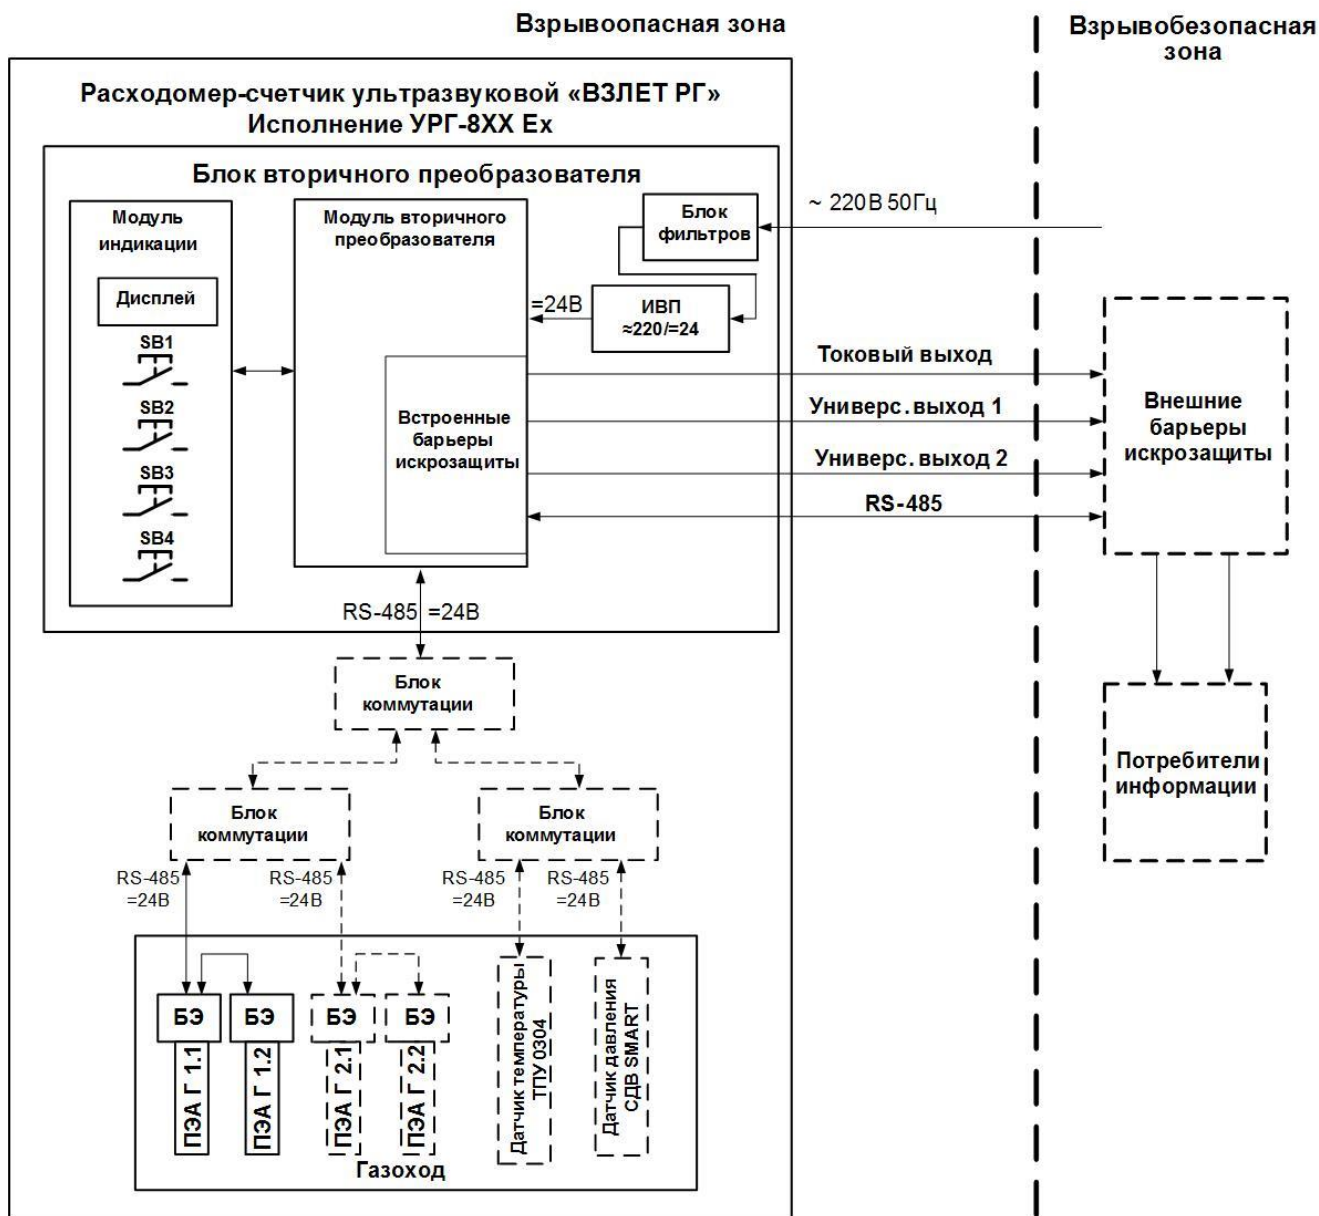 Взрывоопасная зона
Взрывобезопасная
зона
Расходомер-счетчик ультразвуковой «ВЗЛЕТ РГ»
Исполнение УРГ-8ХХ Ех
Блок вторичного преобразователя
Модуль
индикации
Дисплей
SB1
SB2
SB3
SB4
Модуль вторичного
преобразователя
Блок
фильтров
~ 220В 50Гц
=24В
ИВП
≈220/=24
Встроенные
барьеры
искрозащиты
Токовый выход
Универс. выход 1
Универс. выход 2
RS-485
Внешние
барьеры
искрозащиты
RS-485 =24В
Блок
коммутации
Потребители
информации
Блок
коммутации
Блок
коммутации
RS-485
=24В
RS-485
=24В
RS-485
=24В
RS-485
=24В
БЭ
БЭ
БЭ
БЭ
ПЭА Г 1.1
ПЭА Г 1.2
ПЭА Г 2.1
ПЭА Г 2.2
Датчик температуры
ТПУ 0304
Датчик давления
СДВ SMART
Газоход